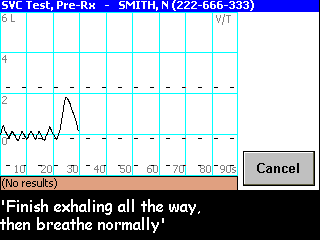 SVC Test, Pre-Rx - SMITH, N (222-666-333)
6 L V/T
4
2
0
10 20 30 40 50 60 70 80 90s
Cancel
(No results)
'Finish exhaling all the way,
then breathe normally'